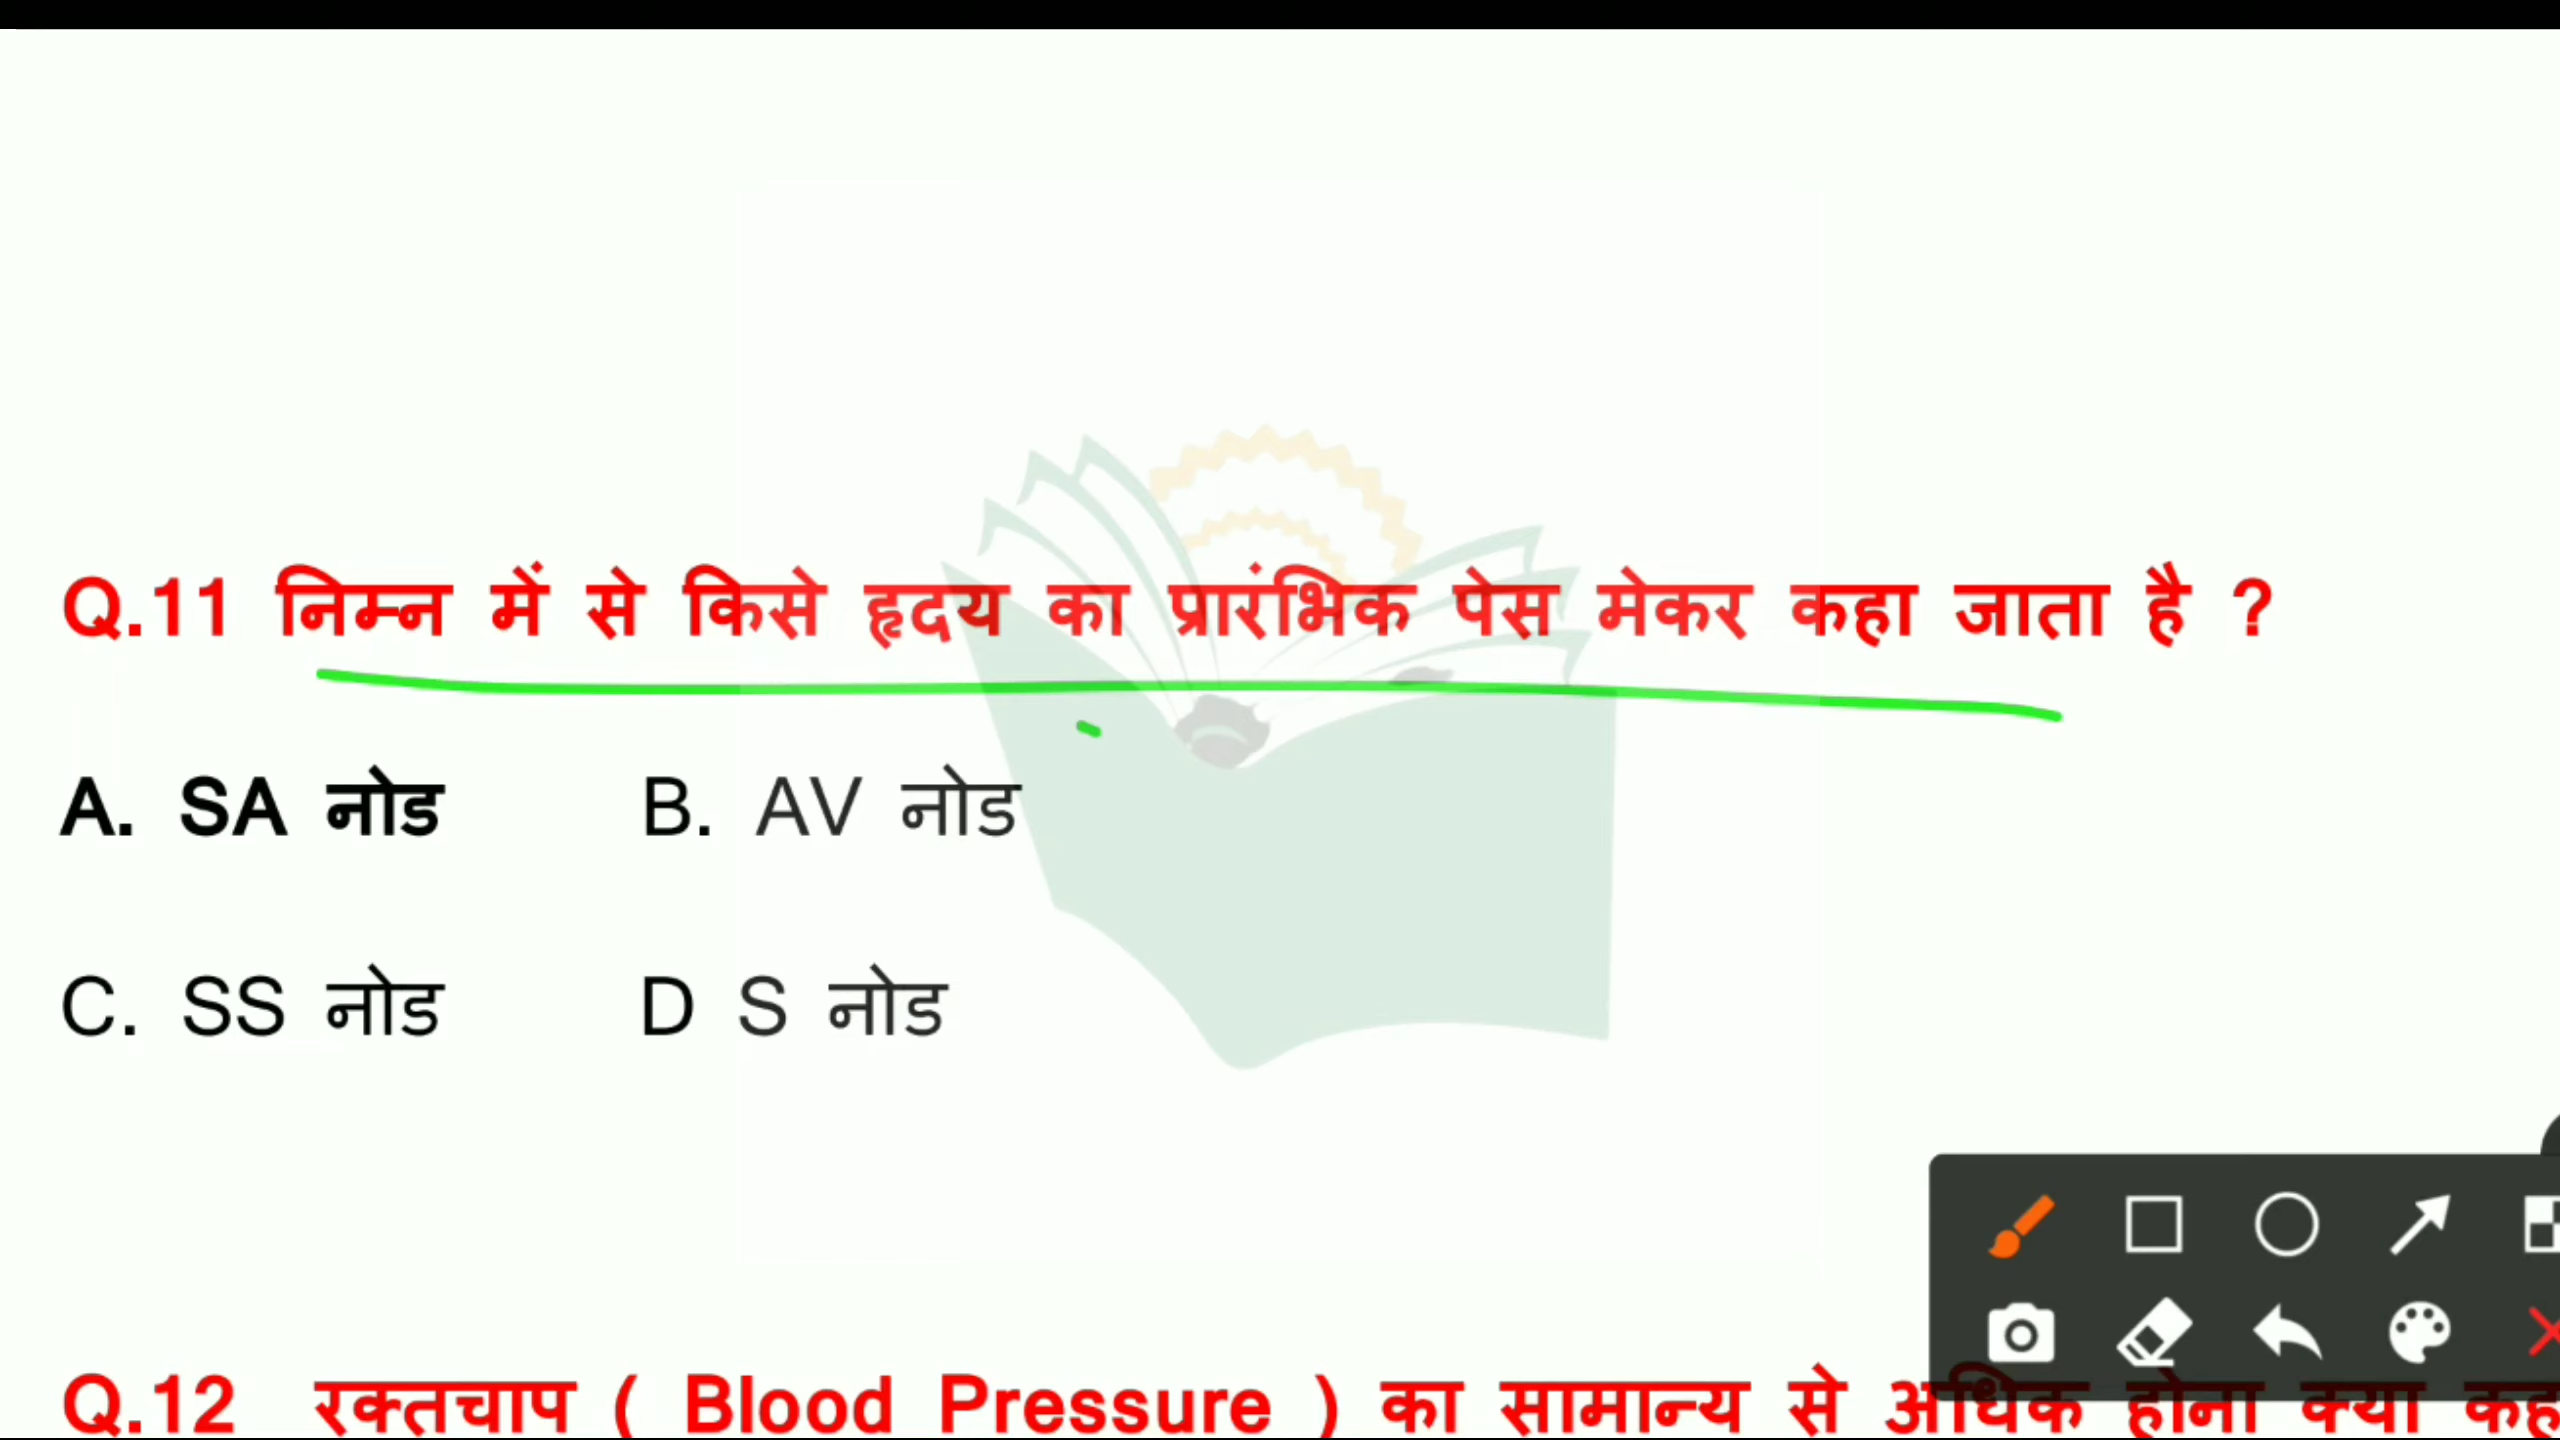 Q.11 निम्न में से किसे हृदय का प्रारंभिक पेस मेकर कहा जाता है ?
A. SA नोड B. AV नोड
C. SS नोड D S नोड
Q.12 रक्तचाप ( Blood Pressure ) का सामान्य से अधिक होना क्या